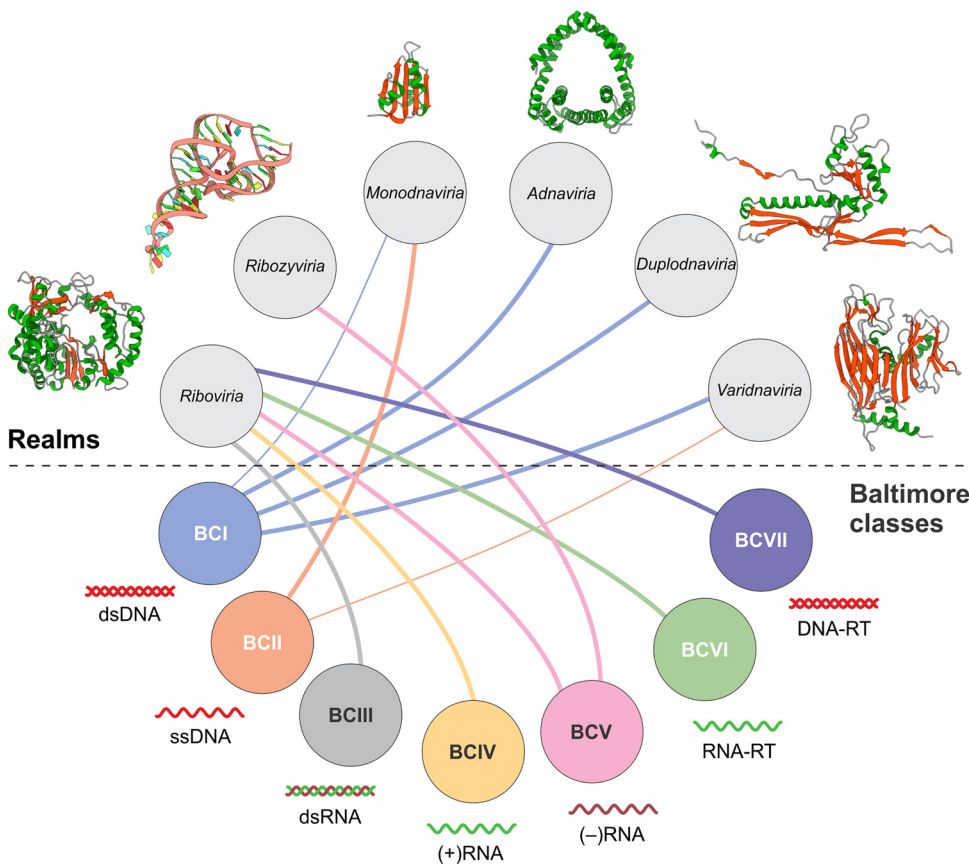 Monodnaviria
Adnaviria
Ribozyviria
Duplodnaviria
Riboviria
Varidnaviria
Realms
Baltimore
classes
BCI
BCVII
dsDNA
DNA-RT
BCII
BCVI
ssDNA
RNA-RT
BCIII
BCIV
BCV
dsRNA
(+)RNA
(–)RNA